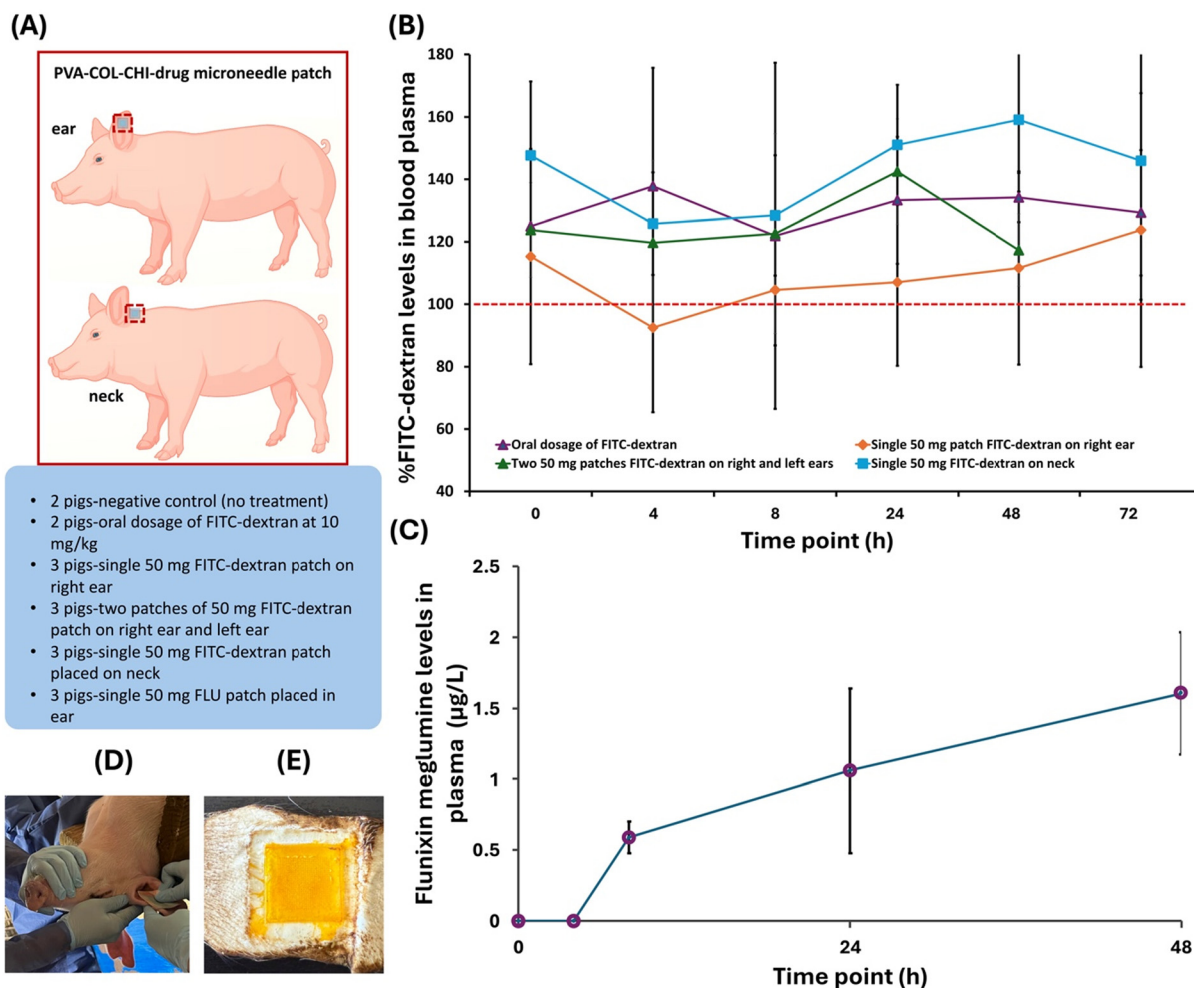 (A)
PVA-COL-CHI-drug microneedle patch
ear
neck
• 2 pigs-negative control (no treatment)
• 2 pigs-oral dosage of FITC-dextran at 10
mg/kg
• 3 pigs-single 50 mg FITC-dextran patch on
right ear
• 3 pigs-two patches of 50 mg FITC-dextran
patch on right ear and left ear
• 3 pigs-single 50 mg FITC-dextran patch
placed on neck
• 3 pigs-single 50 mg FLU patch placed in
ear
(B)
%FITC-dextran levels in blood plasma
180
160
140
120
100
80
60
40
Oral dosage of FITC-dextran
Single 50 mg patch FITC-dextran on right ear
Two 50 mg patches FITC-dextran on right and left ears
Single 50 mg FITC-dextran on neck
0 4 8 24 48 72
Time point (h)
(C)
Flunixin meglumine levels in
plasma (µg/L)
2.5
2
1.5
1
0.5
0
0 24 48
Time point (h)
(D)
(E)